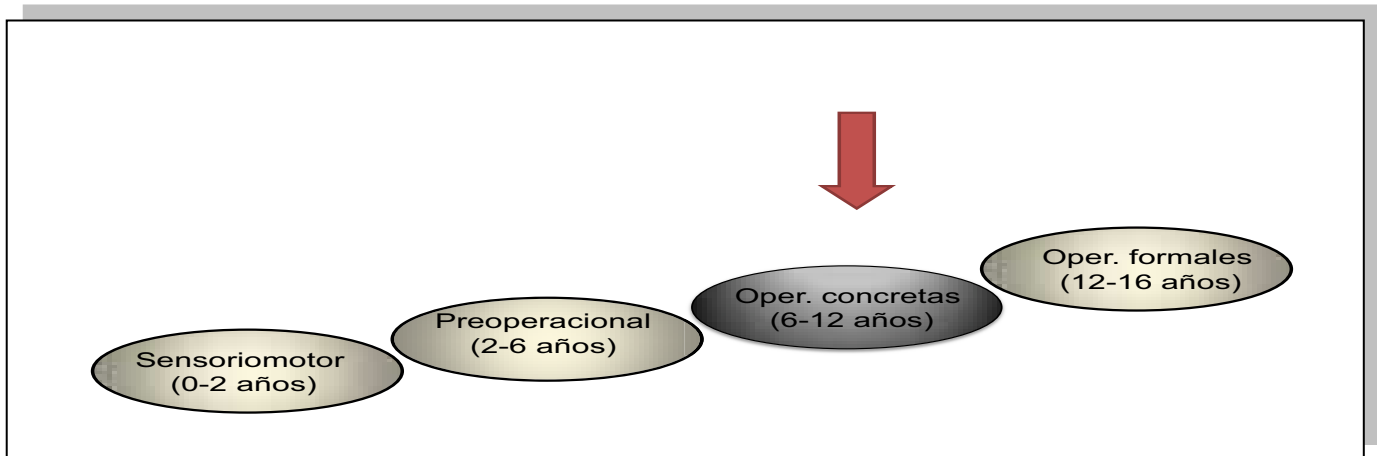 Sensoriomotor
(0-2 años)
Preoperacional
(2-6 años)
Oper. concretas
(6-12 años)
Oper. formales
(12-16 años)